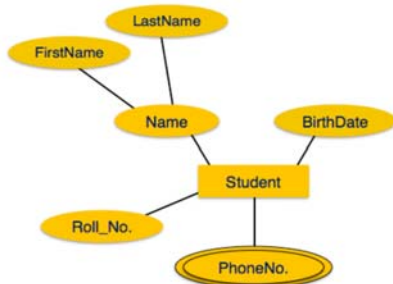 LastName
FirstName
Name
BirthDate
Student
Roll_No.
PhoneNo.